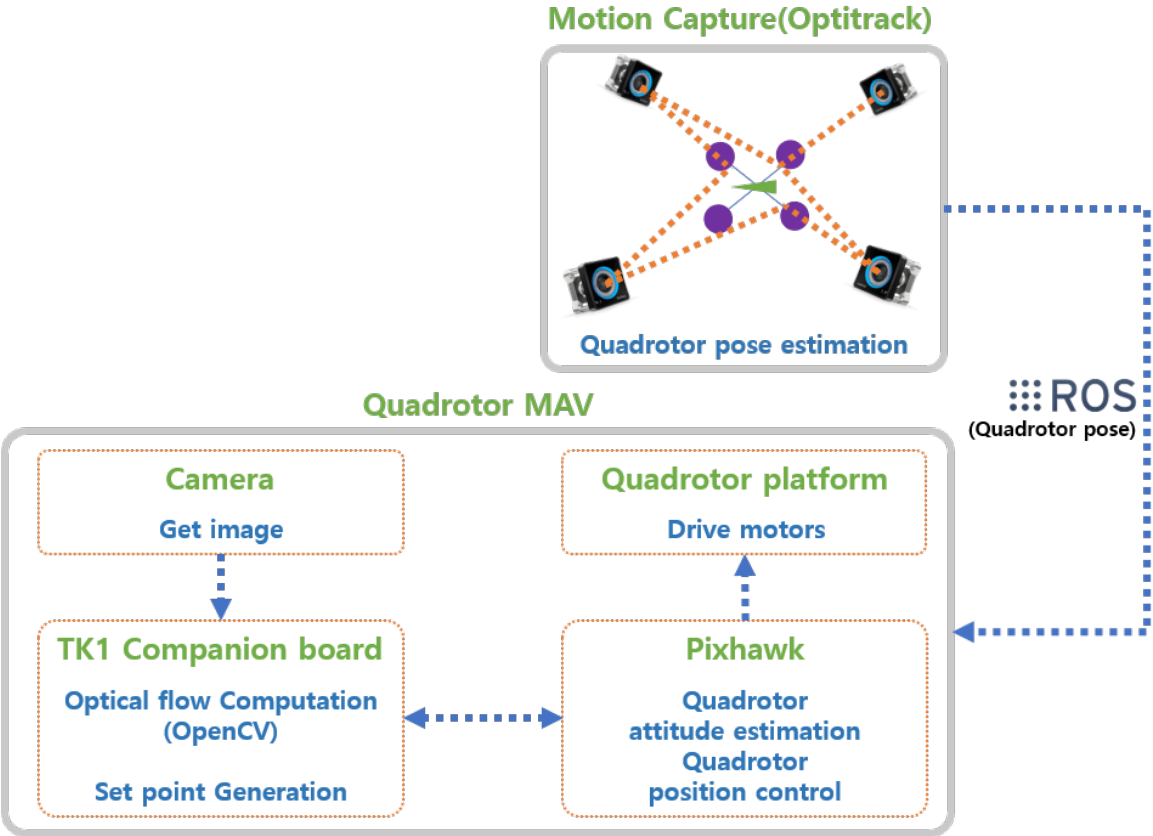 Motion Capture(Optitrack)
Quadrotor pose estimation
ROS
(Quadrotor pose)
Quadrotor MAV
Camera
Get image
Quadrotor platform
Drive motors
TK1 Companion board
Optical flow Computation
(OpenCV)
Set point Generation
Pixhawk
Quadrotor
attitude estimation
Quadrotor
position control